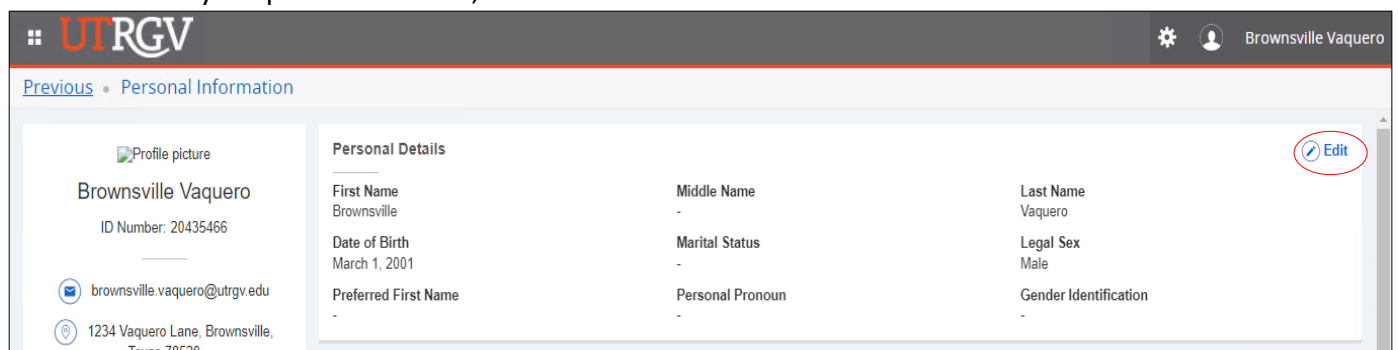 UTRGV
Brownsville Vaquero
Previous • Personal Information
Profile picture
Brownsville Vaquero
ID Number: 20435466
brownsville.vaquero@utrgv.edu
1234 Vaquero Lane, Brownsville,
Personal Details
Edit
First Name Middle Name Last Name
Brownsville - Vaquero
Date of Birth Marital Status Legal Sex
March 1, 2001 - Male
Preferred First Name Personal Pronoun Gender Identification
- - -